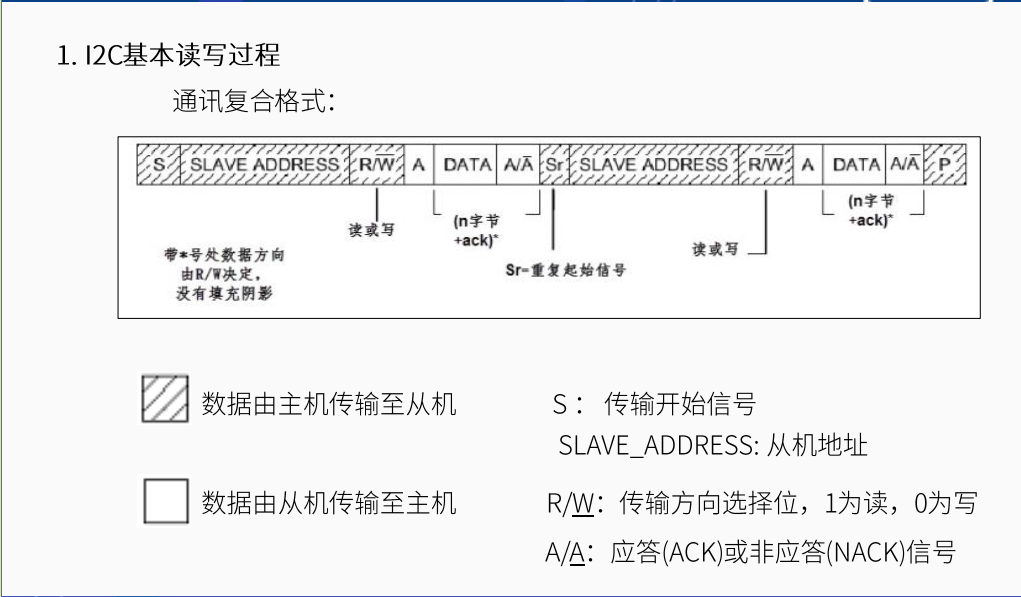 1. I2C基本读写过程
通讯复合格式：
S SLAVE ADDRESS R/W̅ A DATA A/A̅ Sr SLAVE ADDRESS R/W̅ A DATA A/A̅ P
读或写
(n字节
+ack)*
Sr=重复起始信号
读或写
(n字节
+ack)*
带*号处数据方向
由R/W决定，
没有填充阴影
数据由主机传输至从机
S： 传输开始信号
SLAVE_ADDRESS: 从机地址
数据由从机传输至主机
R/W：传输方向选择位，1为读，0为写
A/A：应答(ACK)或非应答(NACK)信号